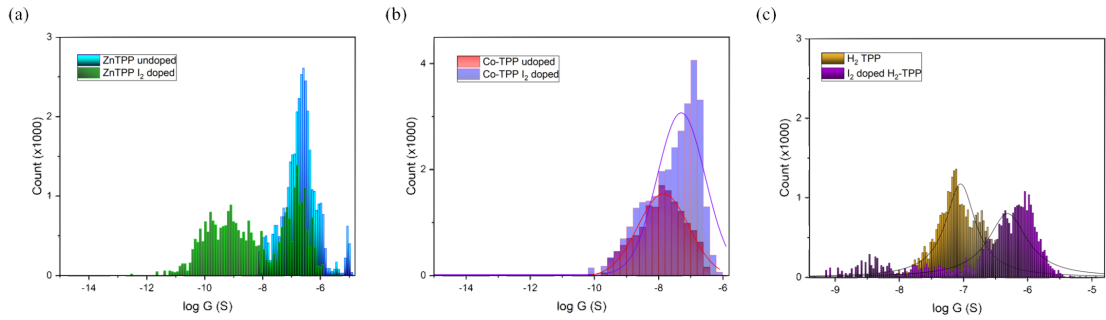 (a)
(b)
(c)
3
2
1
0
Count (x1000)
ZnTPP undoped
ZnTPP I₂ doped
-14
-12
-10
-8
-6
log G (S)
4
2
0
Count (x1000)
Co-TPP udoped
Co-TPP I₂ doped
-14
-12
-10
-8
-6
log G (S)
3
2
1
0
Count (x1000)
H₂ TPP
I₂ doped H₂-TPP
-9
-8
-7
-6
-5
log G (S)